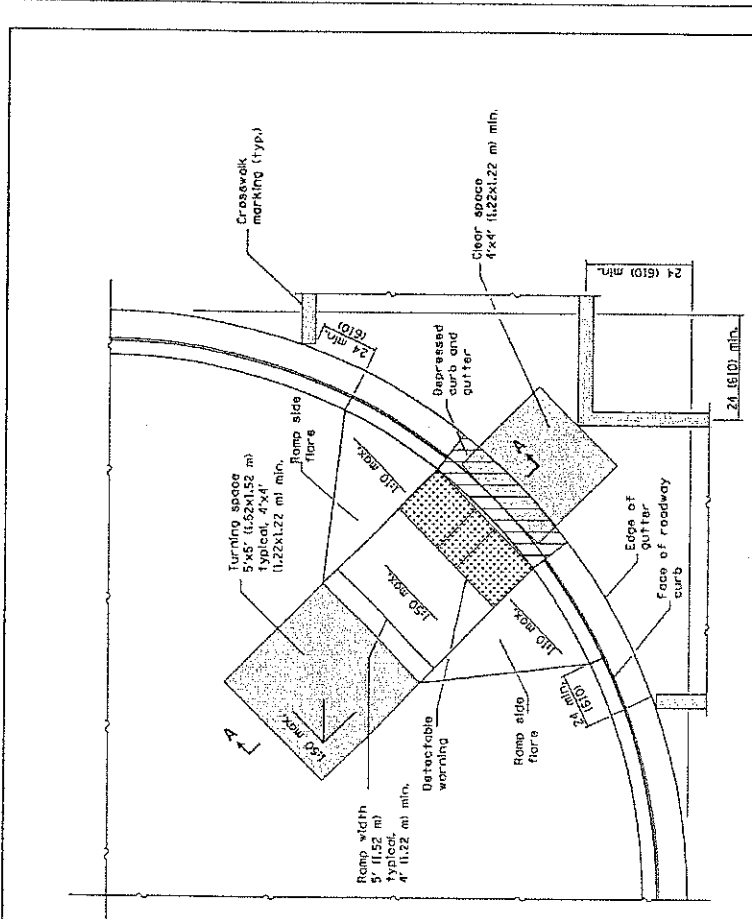 Crosswalk
marking (typ.)
24 min.
(610)
Ramp side
flare
Turning space
5'x5' (1.52x1.52 m)
typical, 4'x4'
(1.22x1.22 m) min.
1:10 max.
Depressed
curb and
gutter
Clear space
4'x4' (1.22x1.22 m) min.
24 (610) min.
24 (610) min.
A
1:50 max.
1:50 max.
A
1:10 max.
Edge of
gutter
Face of roadway
curb
24 min.
(610)
Ramp side
flare
Detectable
warning
Ramp width
5' (1.52 m)
typical,
4' (1.22 m) min.